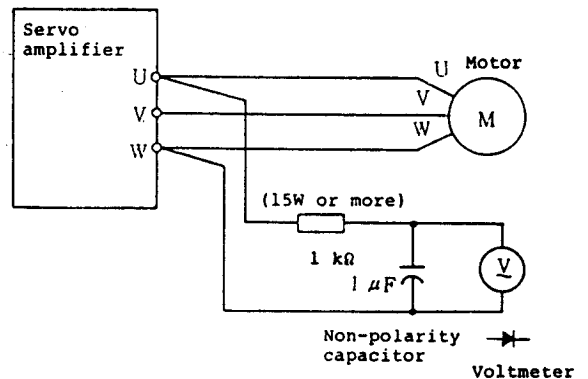 Servo
amplifier
U
V
W
U
V
W
Motor
M
(15W or more)
1 kΩ
1 μF
V
Non-polarity
capacitor
Voltmeter